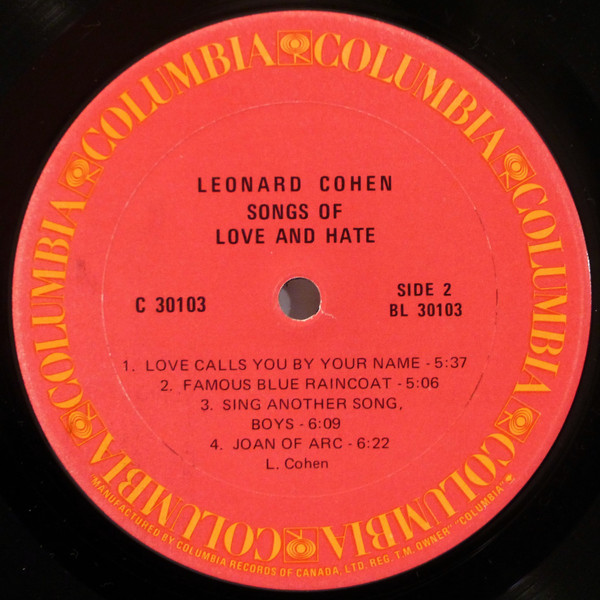 COLUMBIA COLUMBIA COLUMBIA COLUMBIA COLUMBIA COLUMBIA COLUMBIA
LEONARD COHEN
SONGS OF
LOVE AND HATE
C 30103
SIDE 2
BL 30103
1. LOVE CALLS YOU BY YOUR NAME - 5:37
2. FAMOUS BLUE RAINCOAT - 5:06
3. SING ANOTHER SONG,
BOYS - 6:09
4. JOAN OF ARC - 6:22
L. Cohen
MANUFACTURED BY COLUMBIA RECORDS OF CANADA, LTD. REG. T.M. OWNER "COLUMBIA"